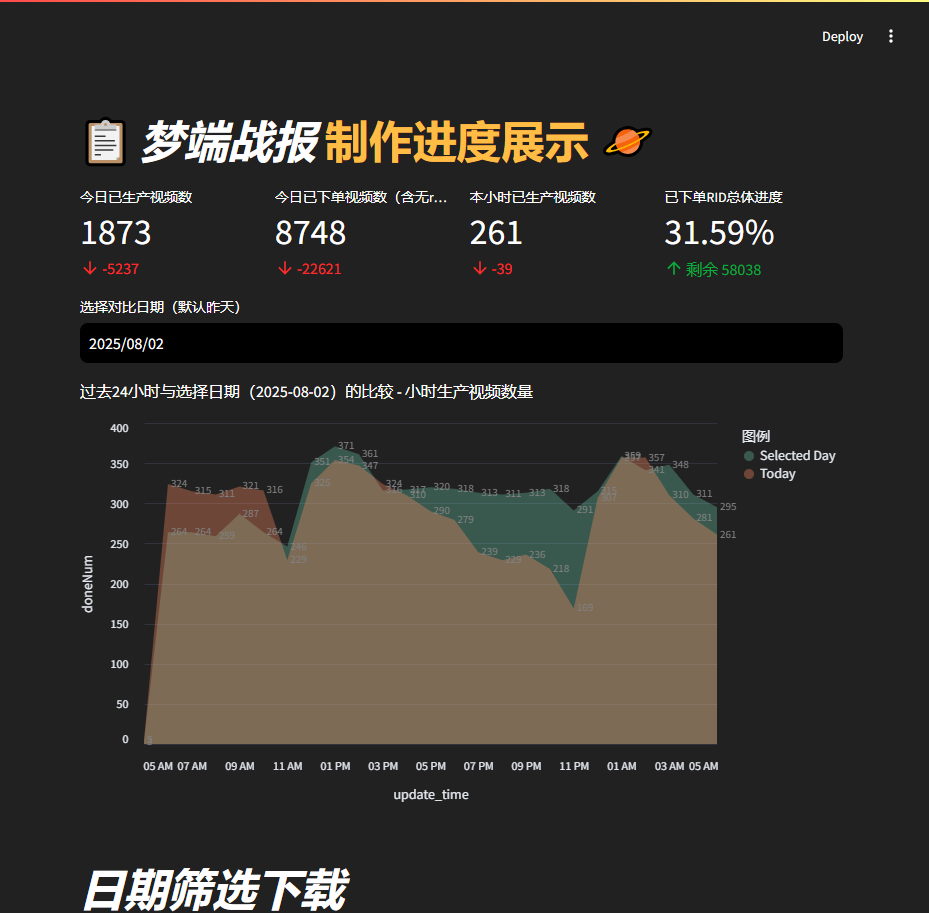 Deploy
梦端战报 制作进度展示
今日已生产视频数
1873
-5237
今日已下单视频数（含无r...
8748
-22621
本小时已生产视频数
261
-39
已下单RID总体进度
31.59%
剩余 58038
选择对比日期（默认昨天）
2025/08/02
过去24小时与选择日期（2025-08-02）的比较 - 小时生产视频数量
图例
Selected Day
Today
doneNum
400
350
300
250
200
150
100
50
0
371
361
351 354 347
324 315 311 321 316 325 324 317 320 318 313 311 313 318
359 357 348
341
310 311 295
264 264 287 264 310 290 279 291 281 261
246
229
239 229 236 218
169
05 AM 07 AM 09 AM 11 AM 01 PM 03 PM 05 PM 07 PM 09 PM 11 PM 01 AM 03 AM 05 AM
update_time
日期筛选下载